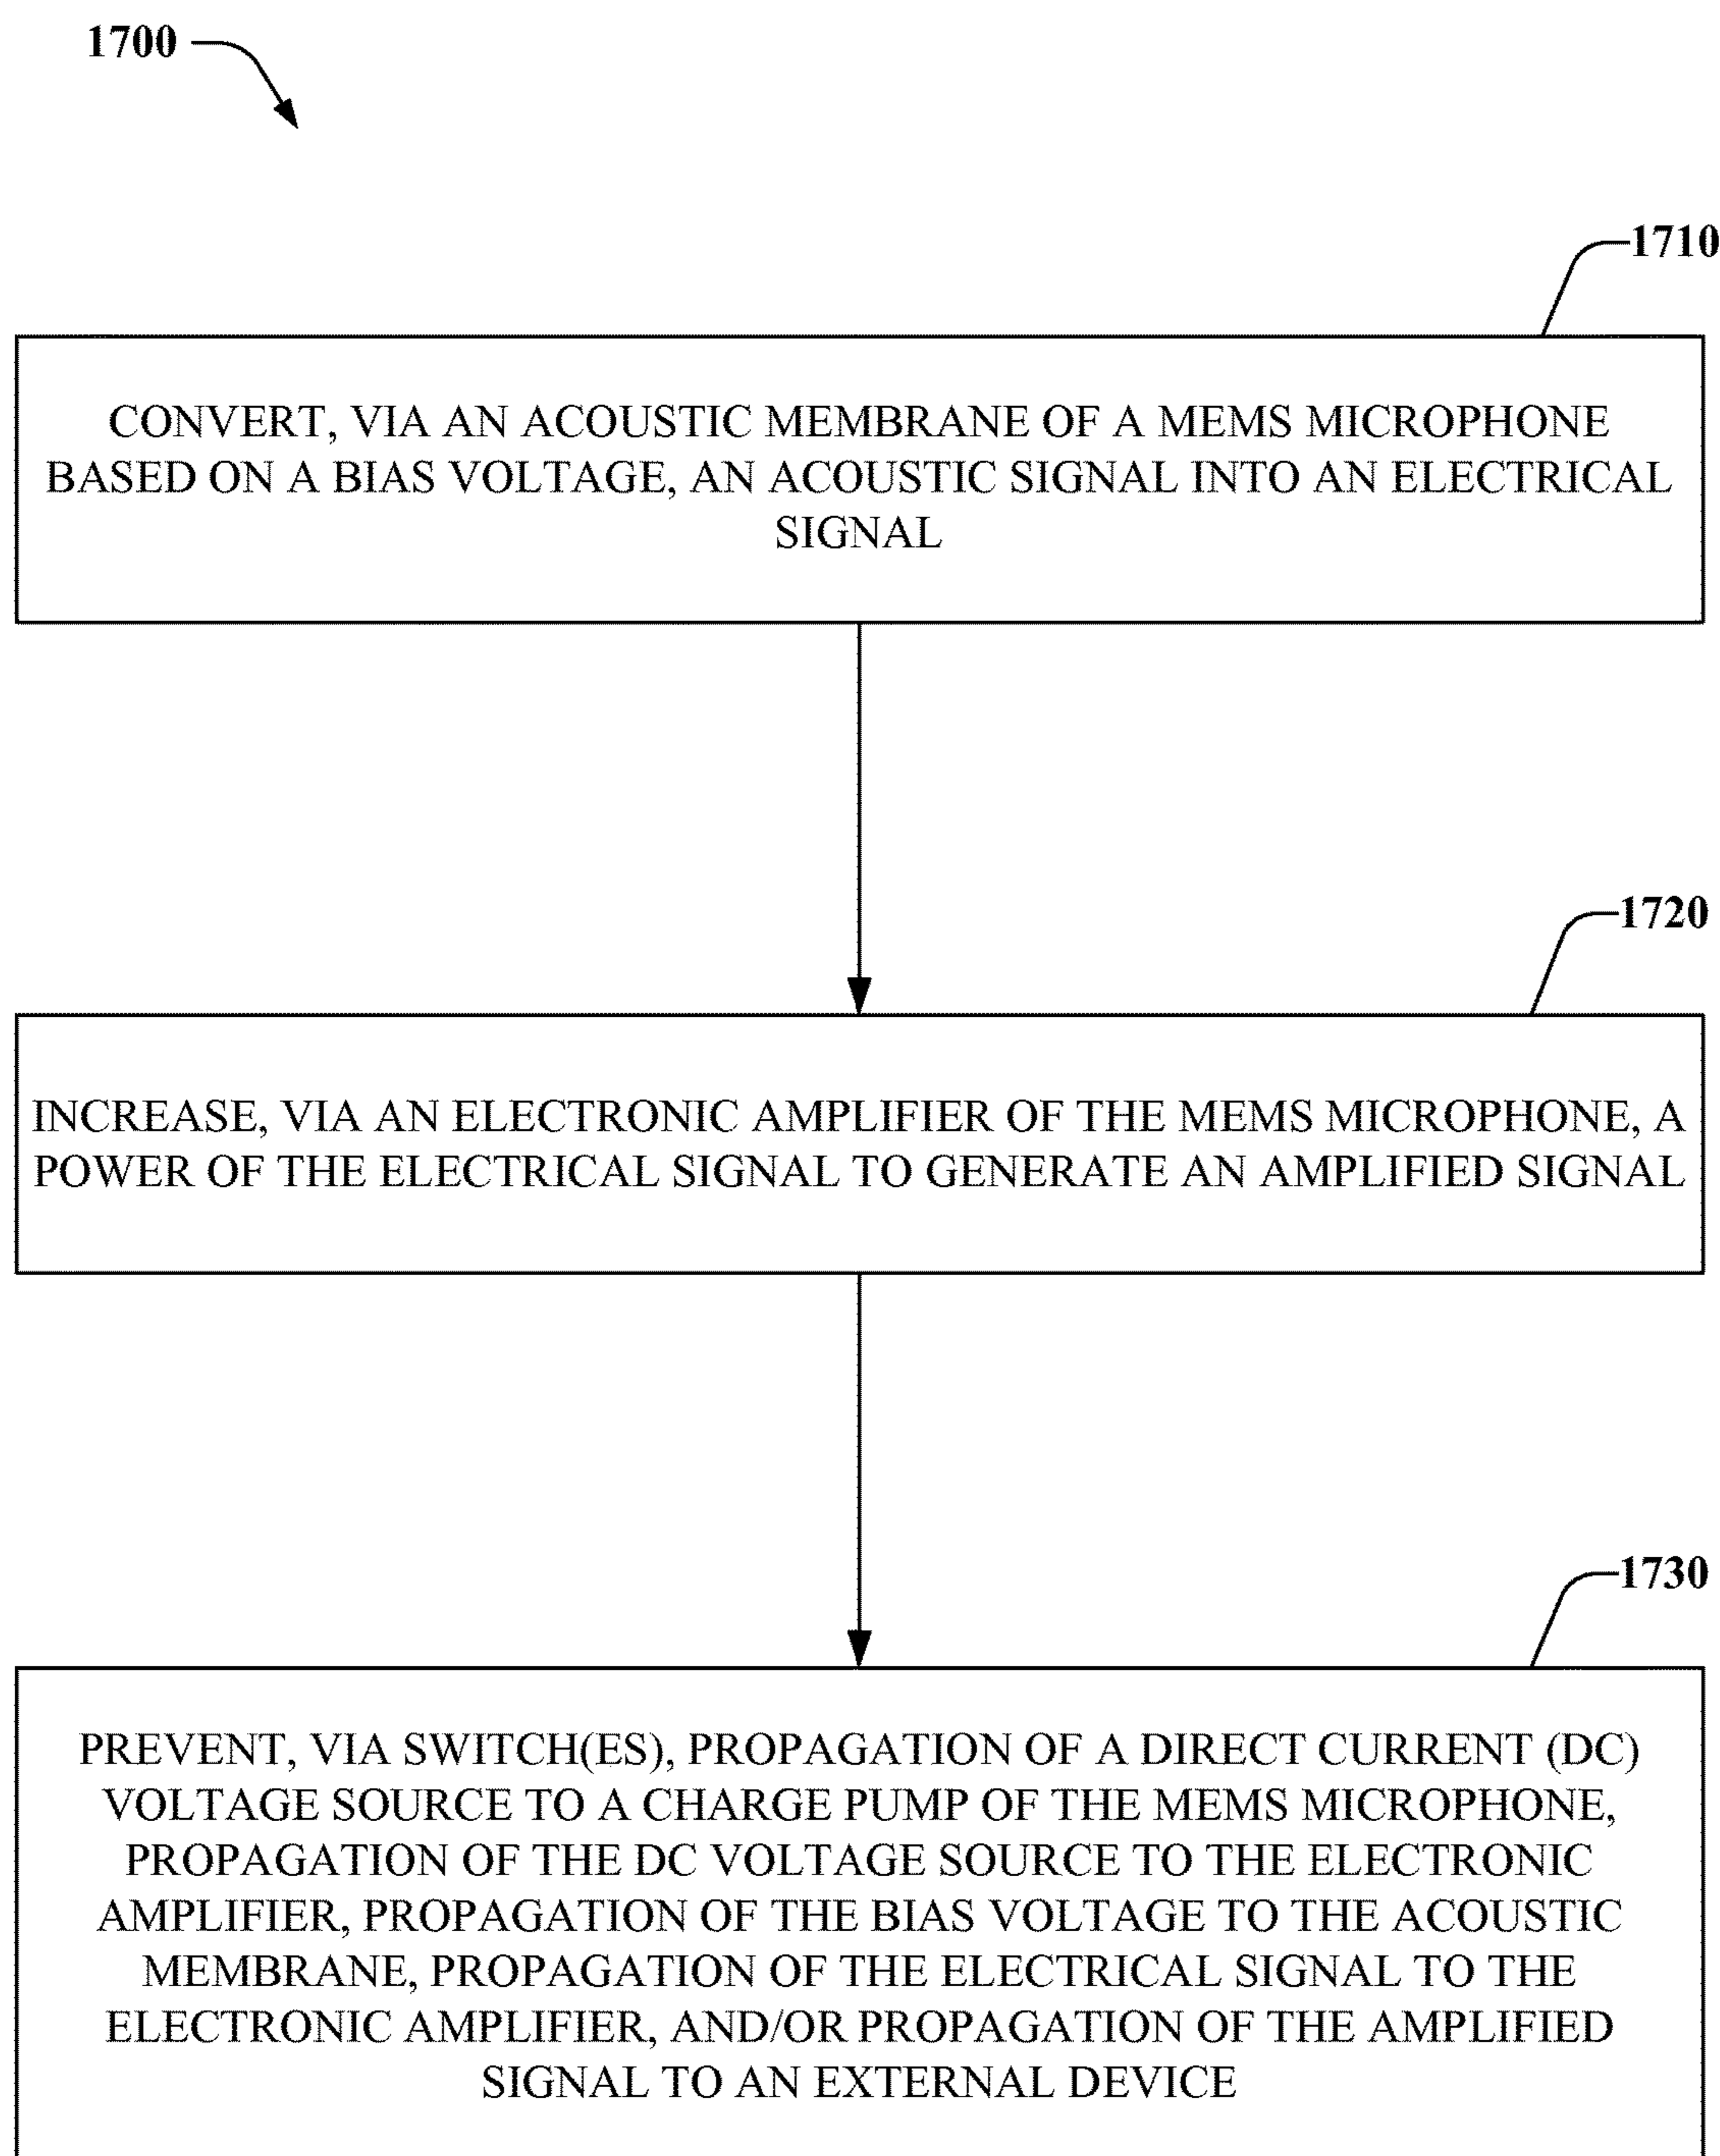 1700
1710
CONVERT, VIA AN ACOUSTIC MEMBRANE OF A MEMS MICROPHONE
BASED ON A BIAS VOLTAGE, AN ACOUSTIC SIGNAL INTO AN ELECTRICAL
SIGNAL
1720
INCREASE, VIA AN ELECTRONIC AMPLIFIER OF THE MEMS MICROPHONE, A
POWER OF THE ELECTRICAL SIGNAL TO GENERATE AN AMPLIFIED SIGNAL
1730
PREVENT, VIA SWITCH(ES), PROPAGATION OF A DIRECT CURRENT (DC)
VOLTAGE SOURCE TO A CHARGE PUMP OF THE MEMS MICROPHONE,
PROPAGATION OF THE DC VOLTAGE SOURCE TO THE ELECTRONIC
AMPLIFIER, PROPAGATION OF THE BIAS VOLTAGE TO THE ACOUSTIC
MEMBRANE, PROPAGATION OF THE ELECTRICAL SIGNAL TO THE
ELECTRONIC AMPLIFIER, AND/OR PROPAGATION OF THE AMPLIFIED
SIGNAL TO AN EXTERNAL DEVICE